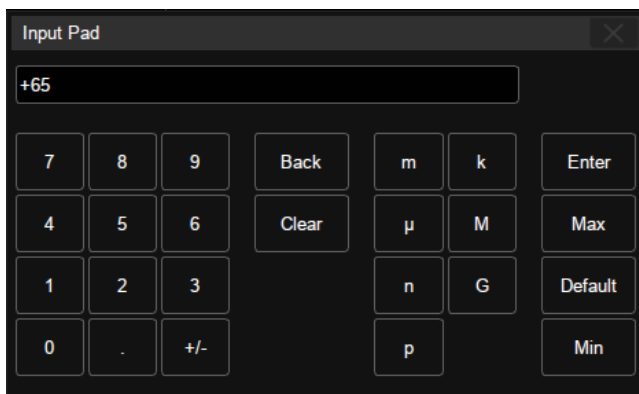 Input Pad
+65
7 8 9 Back m k Enter
4 5 6 Clear µ M Max
1 2 3 n G Default
0 . +/- p Min